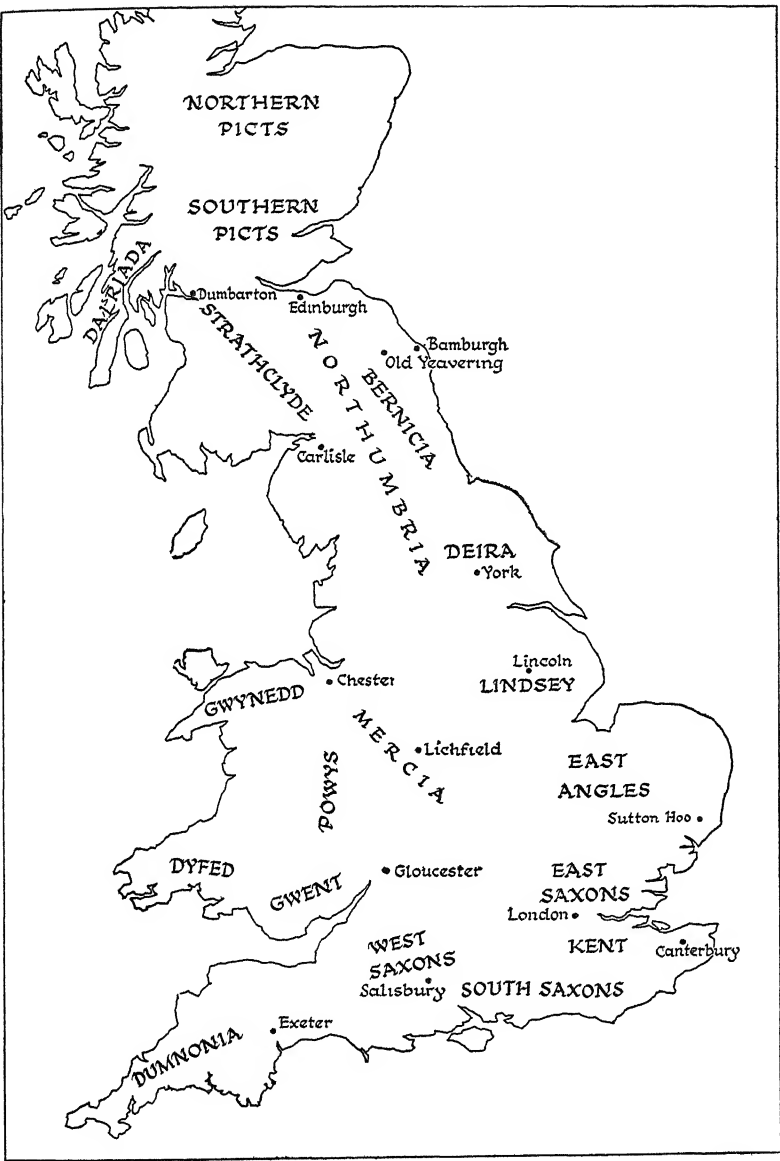 NORTHERN
PICTS
SOUTHERN
PICTS
DALRIADA
Dumbarton
Edinburgh
STRATHCLYDE
NORTHUMBRIA
Bamburgh
Old Yeavering
BERNICIA
Carlisle
DEIRA
York
Lincoln
LINDSEY
Chester
GWYNEDD
MERCIA
Lichfield
POWYS
EAST
ANGLES
Sutton Hoo
DYFED
GWENT
Gloucester
EAST
SAXONS
London
KENT
Canterbury
WEST
SAXONS
Salisbury
SOUTH SAXONS
Exeter
DUMNONIA